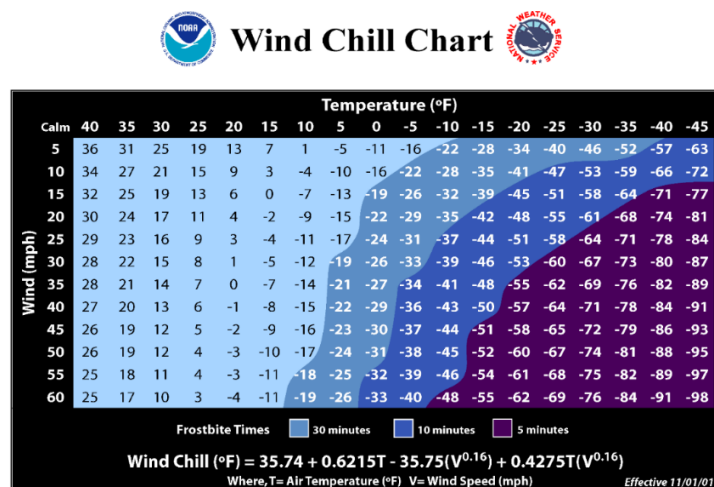 NOAA
Wind Chill Chart
NATIONAL WEATHER SERVICE
Temperature (ºF)
Calm 40 35 30 25 20 15 10 5 0 -5 -10 -15 -20 -25 -30 -35 -40 -45
Wind (mph)
5 36 31 25 19 13 7 1 -5 -11 -16 -22 -28 -34 -40 -46 -52 -57 -63
10 34 27 21 15 9 3 -4 -10 -16 -22 -28 -35 -41 -47 -53 -59 -66 -72
15 32 25 19 13 6 0 -7 -13 -19 -26 -32 -39 -45 -51 -58 -64 -71 -77
20 30 24 17 11 4 -2 -9 -15 -22 -29 -35 -42 -48 -55 -61 -68 -74 -81
25 29 23 16 9 3 -4 -11 -17 -24 -31 -37 -44 -51 -58 -64 -71 -78 -84
30 28 22 15 8 1 -5 -12 -19 -26 -33 -39 -46 -53 -60 -67 -73 -80 -87
35 28 21 14 7 0 -7 -14 -21 -27 -34 -41 -48 -55 -62 -69 -76 -82 -89
40 27 20 13 6 -1 -8 -15 -22 -29 -36 -43 -50 -57 -64 -71 -78 -84 -91
45 26 19 12 5 -2 -9 -16 -23 -30 -37 -44 -51 -58 -65 -72 -79 -86 -93
50 26 19 12 4 -3 -10 -17 -24 -31 -38 -45 -52 -60 -67 -74 -81 -88 -95
55 25 18 11 4 -3 -11 -18 -25 -32 -39 -46 -54 -61 -68 -75 -82 -89 -97
60 25 17 10 3 -4 -11 -19 -26 -33 -40 -48 -55 -62 -69 -76 -84 -91 -98
Frostbite Times 30 minutes 10 minutes 5 minutes
Wind Chill (ºF) = 35.74 + 0.6215T - 35.75(V^0.16) + 0.4275T(V^0.16)
Where, T= Air Temperature (ºF) V= Wind Speed (mph)
Effective 11/01/01